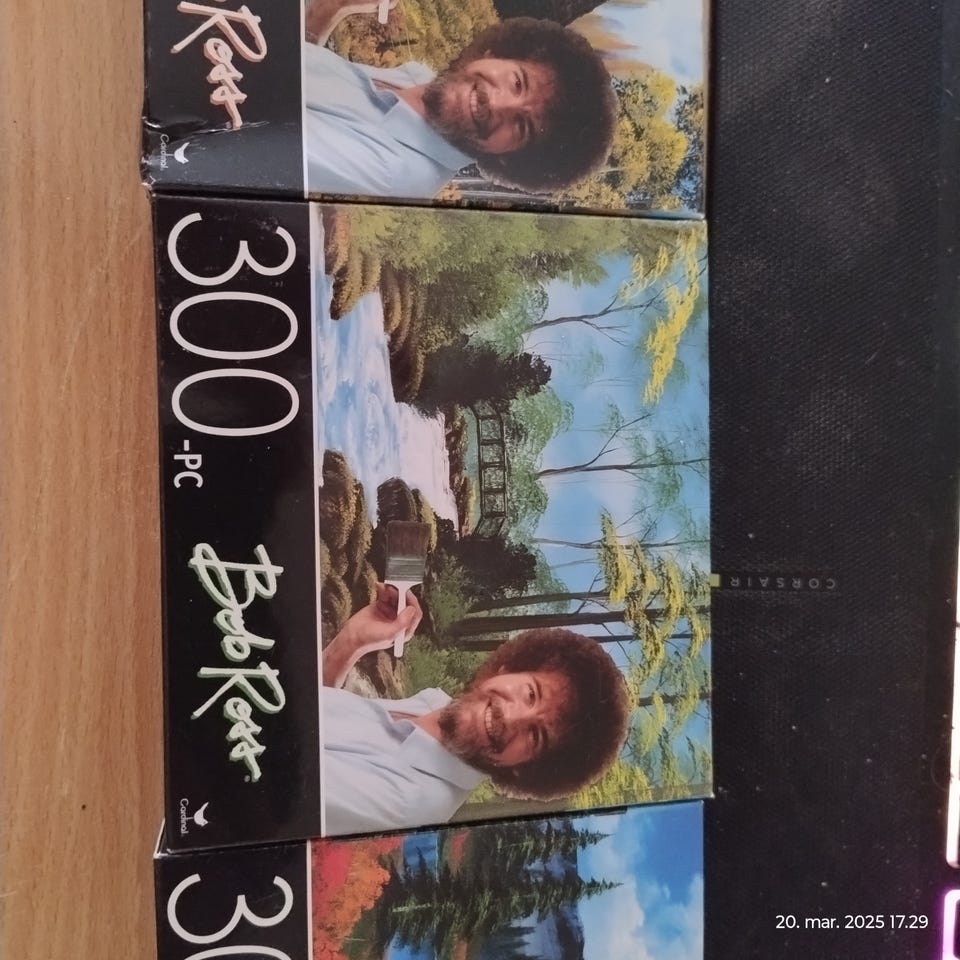 Ross
Cardinal.
300-PC
Bob Ross
Cardinal.
30
CORSAIR
20. mar. 2025 17.29